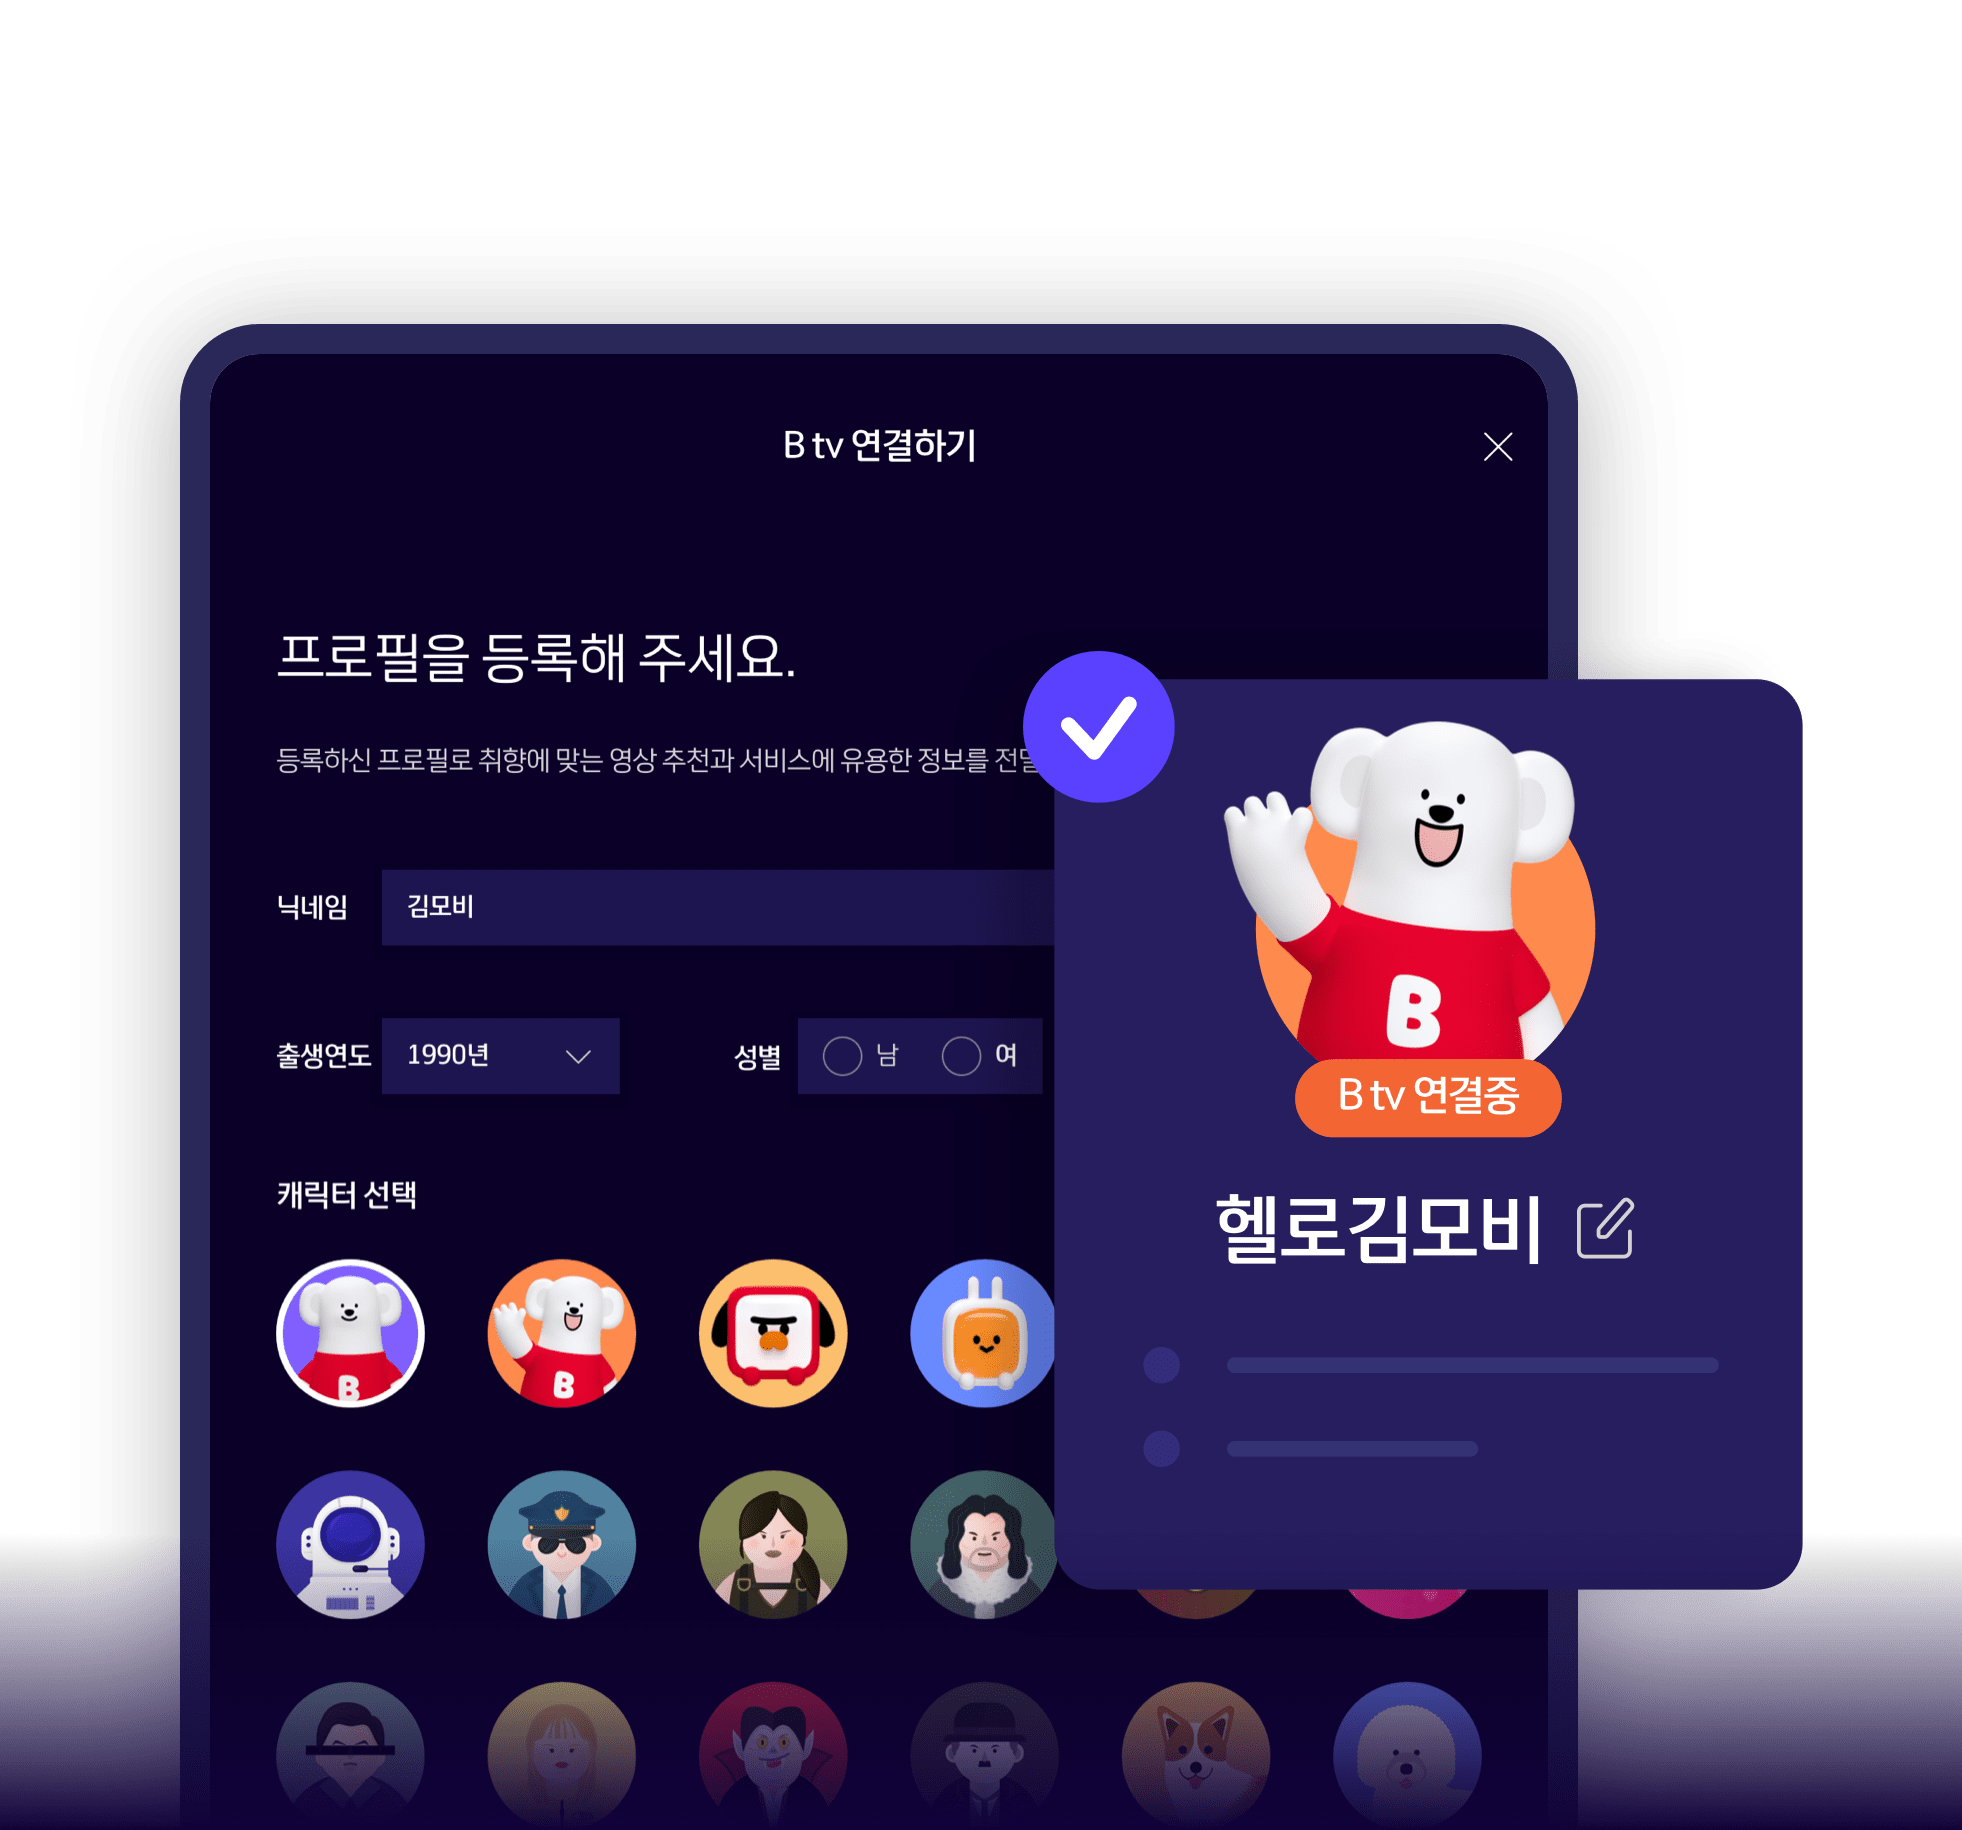 B tv 연결하기
프로필을 등록해 주세요.
등록하신 프로필로 취향에 맞는 영상 추천과 서비스에 유용한 정보를
닉네임 김모비
출생연도 1990년 성별 남 여
캐릭터 선택
B
B tv 연결중
헬로김모비
B
B